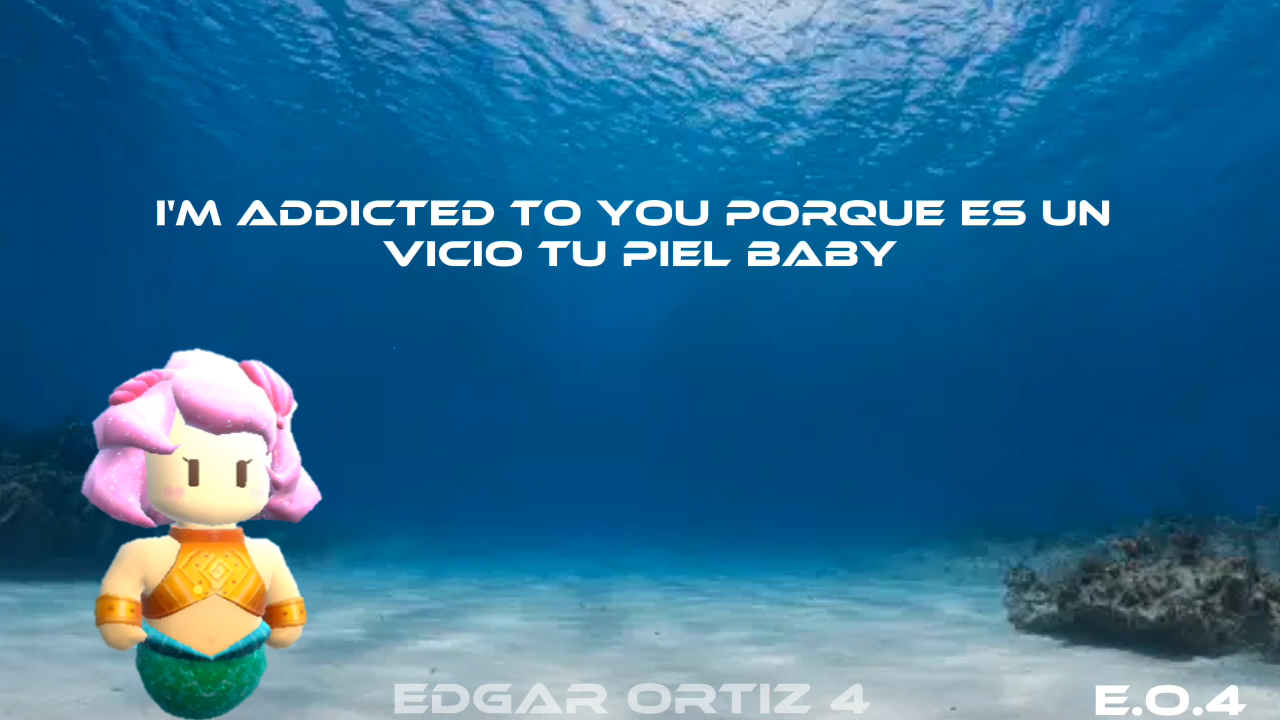 I'M ADDICTED TO YOU PORQUE ES UN
VICIO TU PIEL BABY
EDGAR ORTIZ 4
E.O.4